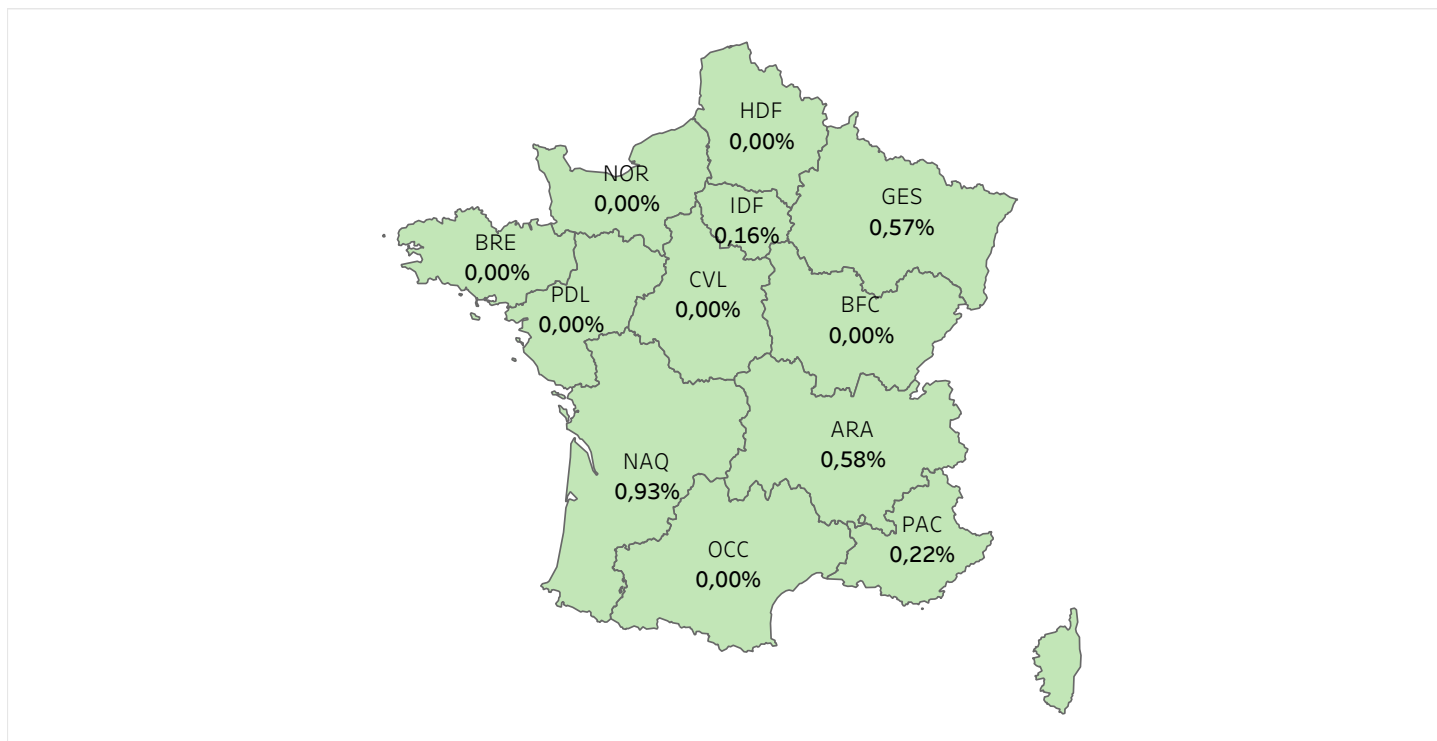 HDF
0,00%
NOR
0,00%
IDF
0,16%
GES
0,57%
BRE
0,00%
PDL
0,00%
CVL
0,00%
BFC
0,00%
ARA
0,58%
NAQ
0,93%
PAC
0,22%
OCC
0,00%